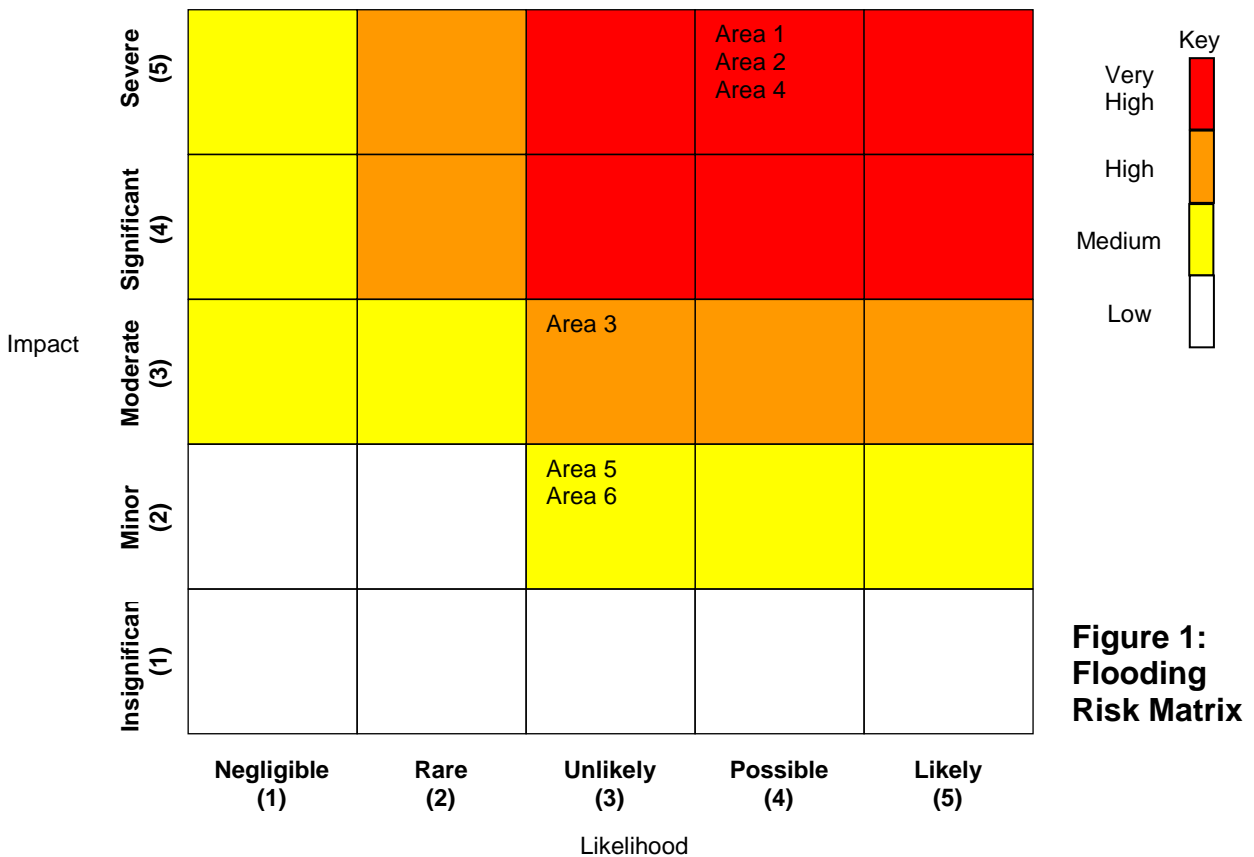 Key
Very
High
High
Medium
Low
Impact
Severe
(5)
Significant
(4)
Moderate
(3)
Minor
(2)
Insignifican
(1)
Area 1
Area 2
Area 4
Area 3
Area 5
Area 6
Negligible
(1)
Rare
(2)
Unlikely
(3)
Possible
(4)
Likely
(5)
Likelihood
Figure 1:
Flooding
Risk Matrix